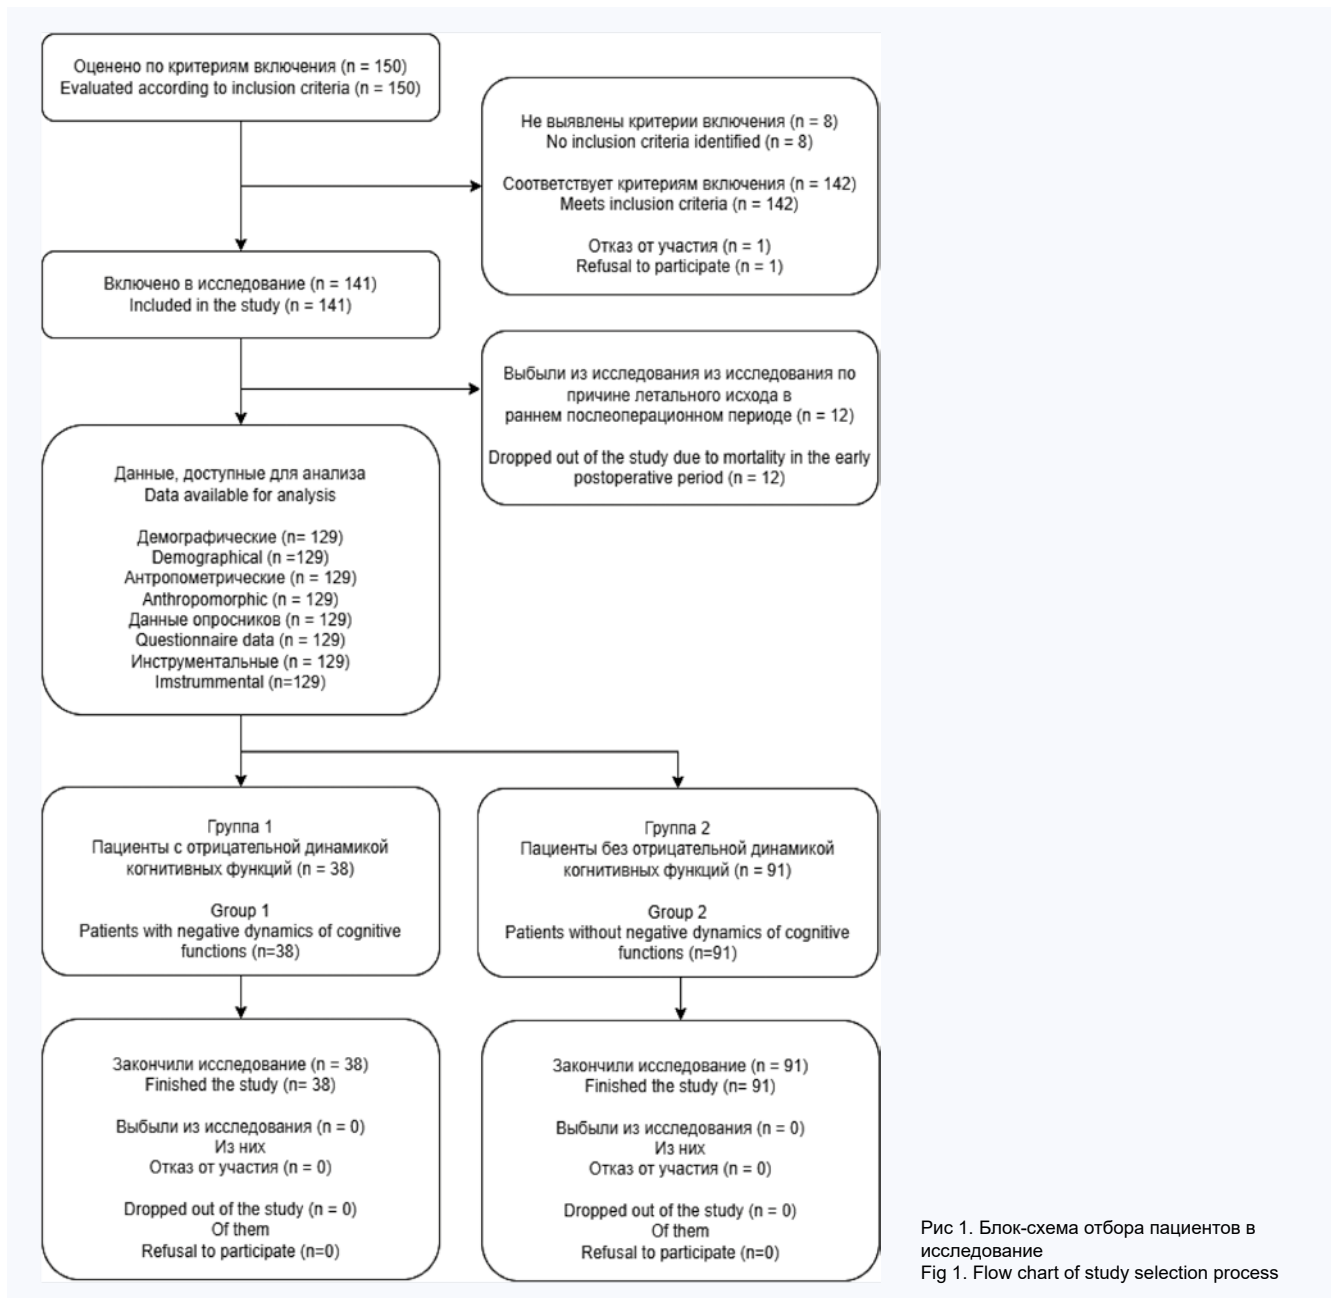 Оценено по критериям включения (n = 150)
Evaluated according to inclusion criteria (n = 150)
Не выявлены критерии включения (n = 8)
No inclusion criteria identified (n = 8)
Соответствует критериям включения (n = 142)
Meets inclusion criteria (n = 142)
Отказ от участия (n = 1)
Refusal to participate (n = 1)
Включено в исследование (n = 141)
Included in the study (n = 141)
Выбыли из исследования из исследования по
причине летального исхода в
раннем послеоперационном периоде (n = 12)
Dropped out of the study due to mortality in the early
postoperative period (n = 12)
Данные, доступные для анализа
Data available for analysis
Демографические (n= 129)
Demographical (n =129)
Антропометрические (n = 129)
Anthropomorphic (n = 129)
Данные опросников (n = 129)
Questionnaire data (n = 129)
Инструментальные (n = 129)
Imstrummental (n=129)
Группа 1
Пациенты с отрицательной динамикой
когнитивных функций (n = 38)
Group 1
Patients with negative dynamics of cognitive
functions (n=38)
Группа 2
Пациенты без отрицательной динамикой
когнитивных функций (n = 91)
Group 2
Patients without negative dynamics of cognitive
functions (n=91)
Закончили исследование (n = 38)
Finished the study (n= 38)
Выбыли из исследования (n = 0)
Из них
Отказ от участия (n = 0)
Dropped out of the study (n = 0)
Of them
Refusal to participate (n=0)
Закончили исследование (n = 91)
Finished the study (n= 91)
Выбыли из исследования (n = 0)
Из них
Отказ от участия (n = 0)
Dropped out of the study (n = 0)
Of them
Refusal to participate (n=0)
Рис 1. Блок-схема отбора пациентов в
исследование
Fig 1. Flow chart of study selection process